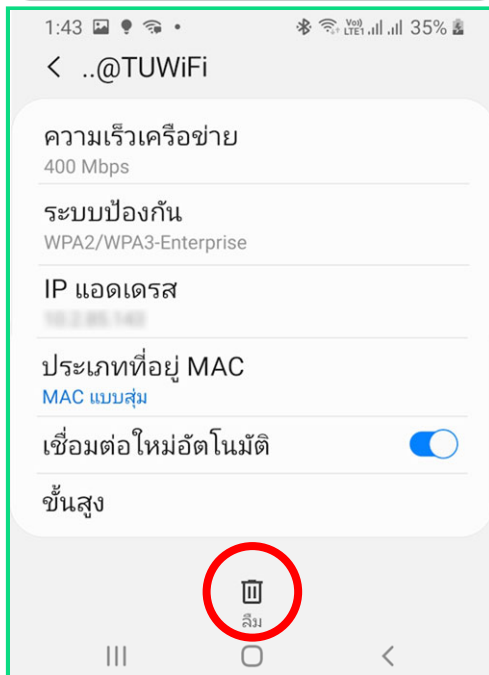 1:43 Vo)) LTE1 35%
..@TUWiFi
ความเร็วเครือข่าย
400 Mbps
ระบบป้องกัน
WPA2/WPA3-Enterprise
IP แอดเดรส
ประเภทที่อยู่ MAC
MAC แบบสุ่ม
เชื่อมต่อใหม่อัตโนมัติ
ขั้นสูง
ลืม